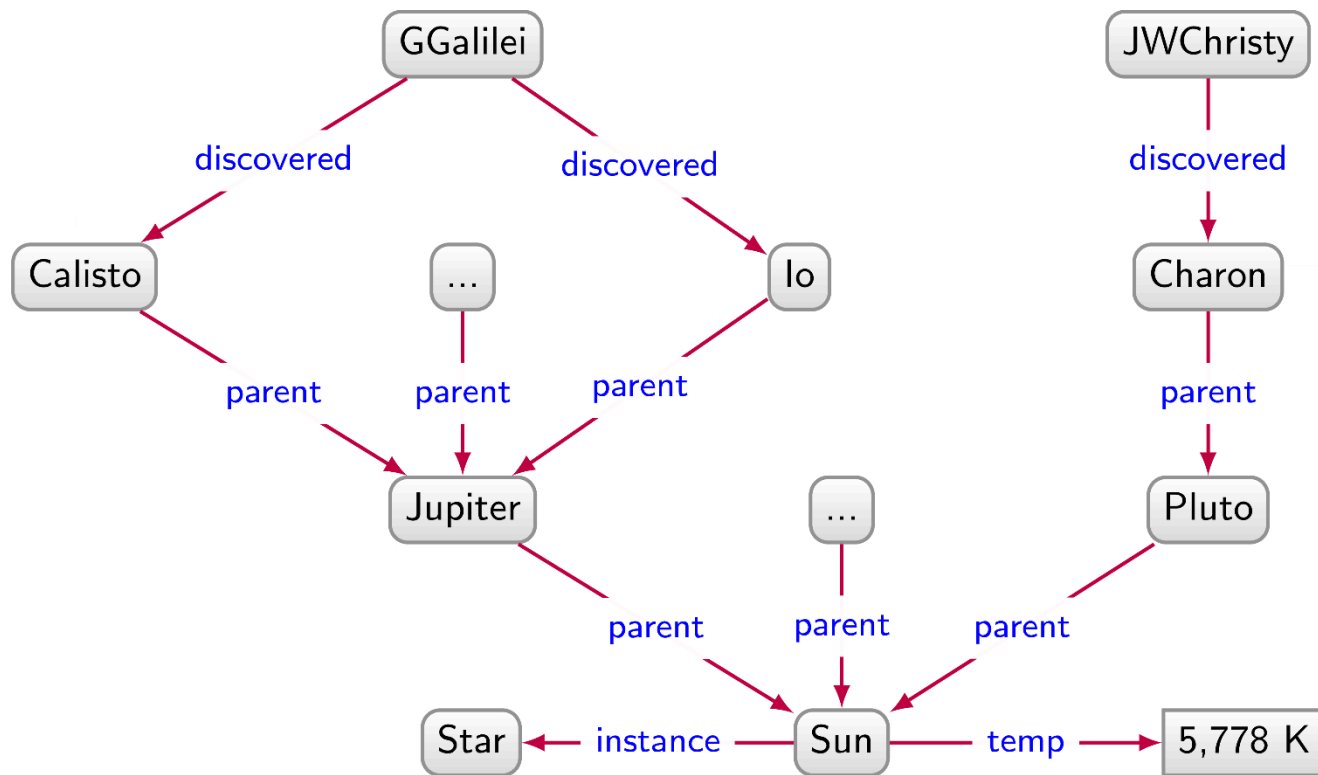 GGalilei
JWChristy
discovered
discovered
discovered
Calisto
...
Io
Charon
parent
parent
parent
parent
Jupiter
...
Pluto
parent
parent
parent
Star
instance
Sun
temp
5,778 K